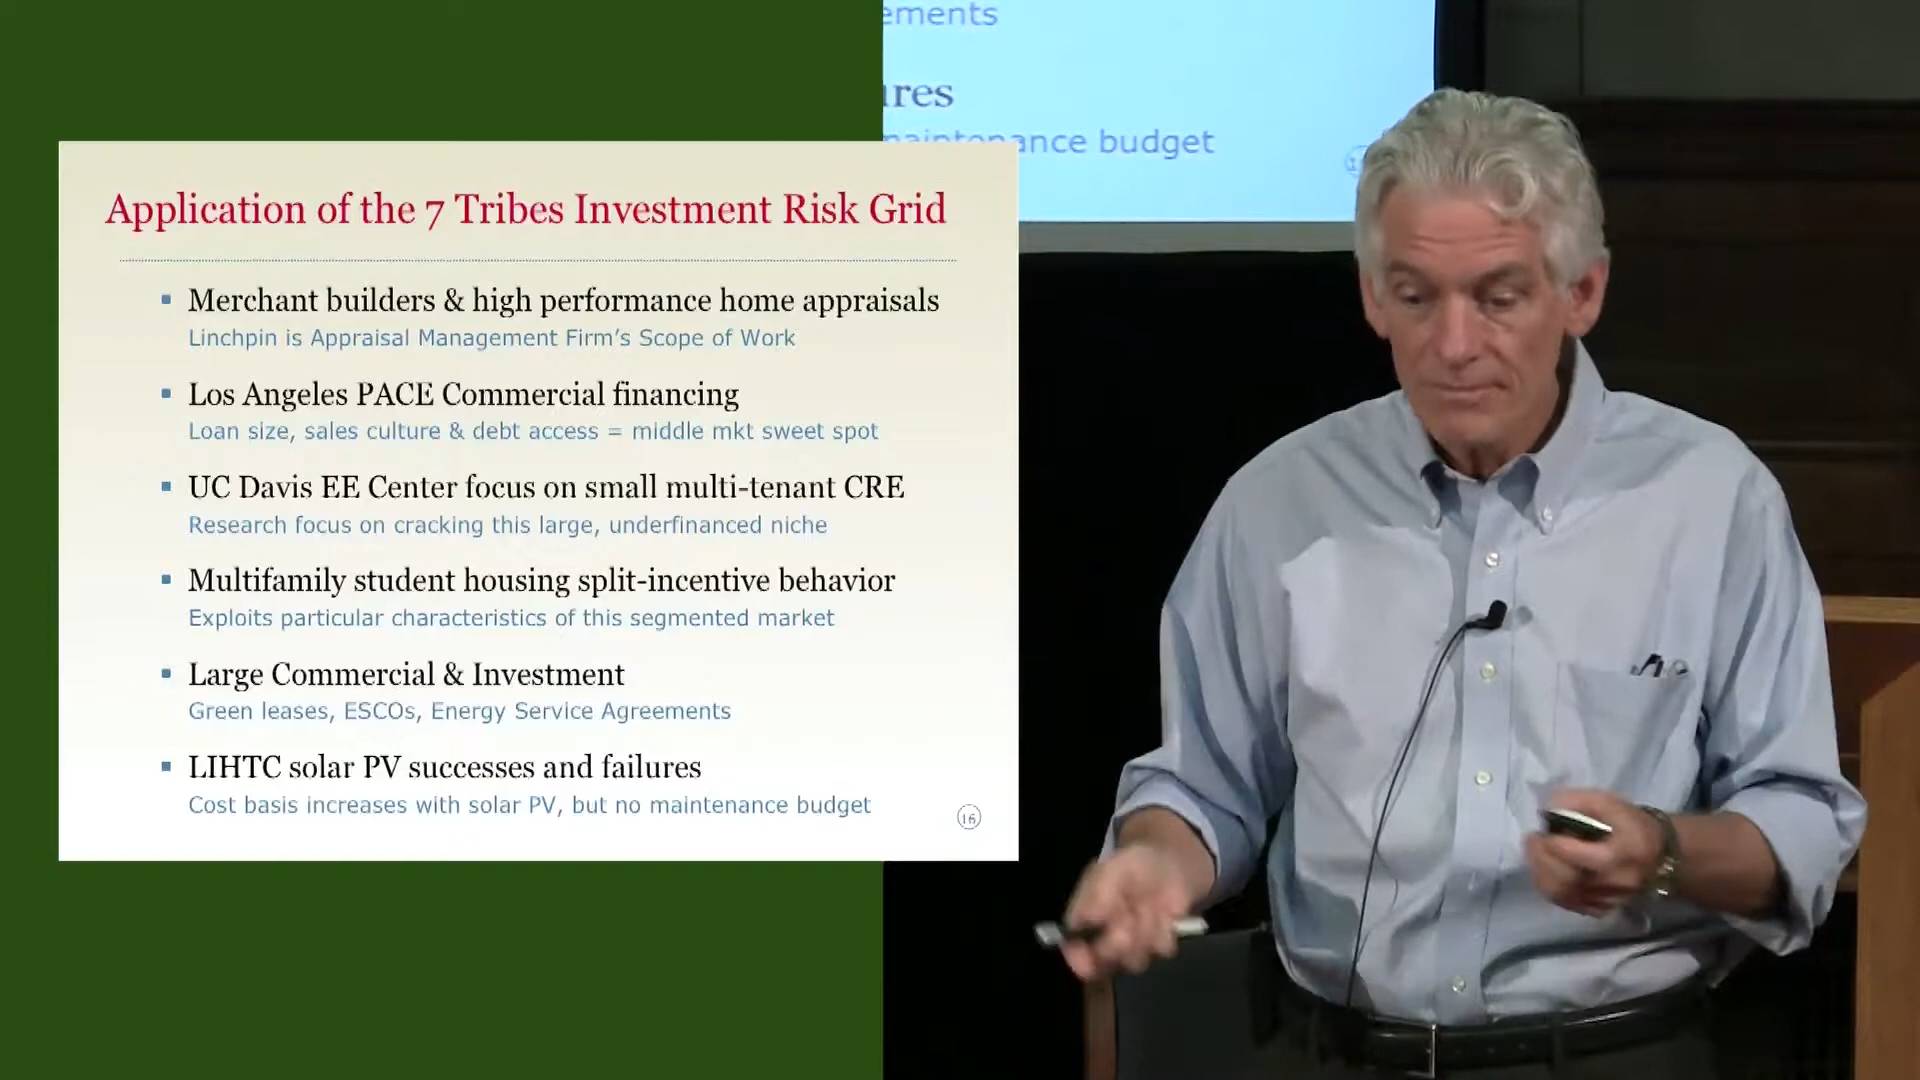 ements
ures
maintenance budget
Application of the 7 Tribes Investment Risk Grid
Merchant builders & high performance home appraisals
Linchpin is Appraisal Management Firm's Scope of Work
Los Angeles PACE Commercial financing
Loan size, sales culture & debt access = middle mkt sweet spot
UC Davis EE Center focus on small multi-tenant CRE
Research focus on cracking this large, underfinanced niche
Multifamily student housing split-incentive behavior
Exploits particular characteristics of this segmented market
Large Commercial & Investment
Green leases, ESCOs, Energy Service Agreements
LIHTC solar PV successes and failures
Cost basis increases with solar PV, but no maintenance budget
16